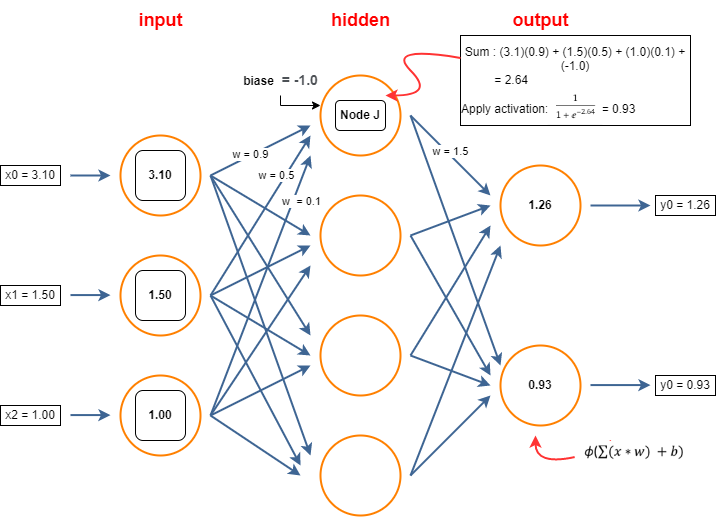 input
hidden
output
Sum : (3.1)(0.9) + (1.5)(0.5) + (1.0)(0.1) +
(-1.0)
= 2.64
Apply activation: 1 / 1 + e^−2.64 = 0.93
biase = -1.0
Node J
w = 0.9
w = 1.5
x0 = 3.10
3.10
w = 0.5
w = 0.1
1.26
y0 = 1.26
x1 = 1.50
1.50
x2 = 1.00
1.00
0.93
y0 = 0.93
ϕ(∑(x ∗ w) + b)